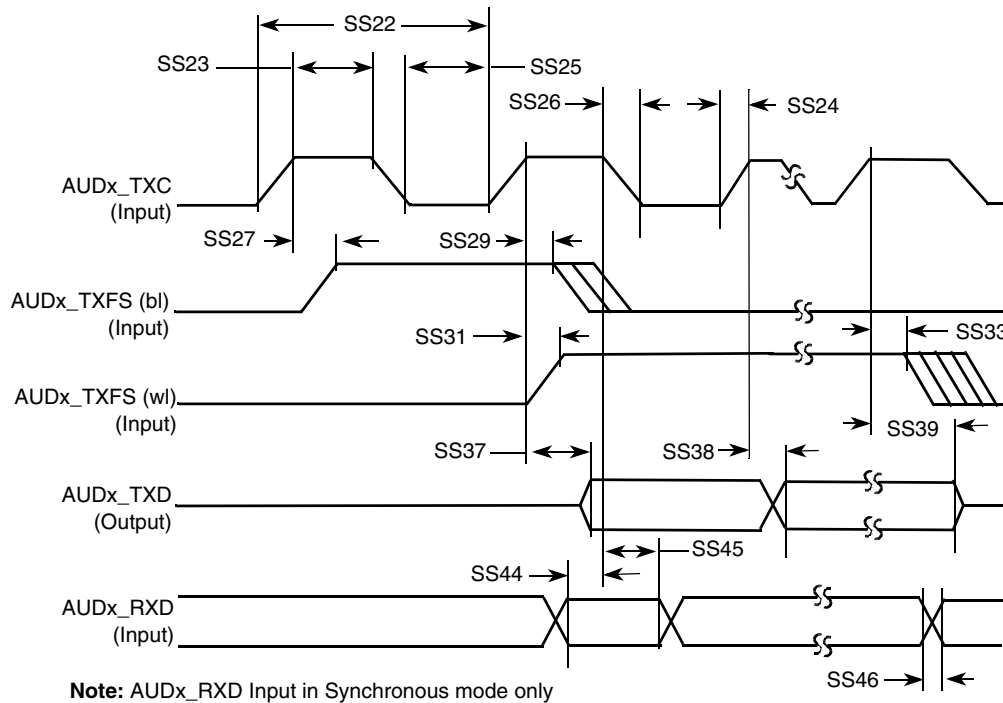 SS22
SS23
SS25
SS26
SS24
AUDx_TXC
(Input)
SS27
SS29
AUDx_TXFS (bl)
(Input)
SS31
SS33
AUDx_TXFS (wl)
(Input)
SS39
SS37
SS38
AUDx_TXD
(Output)
SS45
SS44
AUDx_RXD
(Input)
SS46
Note: AUDx_RXD Input in Synchronous mode only